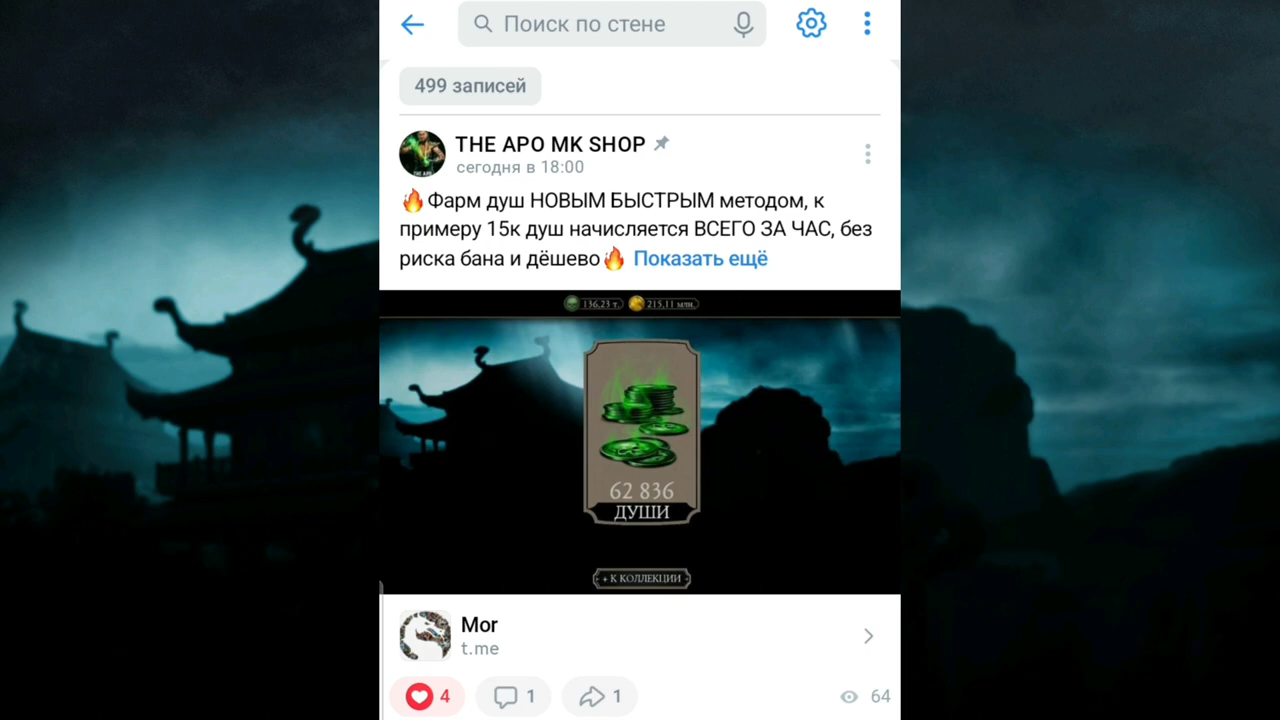 Поиск по стене
499 записей
THE APO MK SHOP
сегодня в 18:00
🔥Фарм душ НОВЫМ БЫСТРЫМ методом, к
примеру 15к душ начисляется ВСЕГО ЗА ЧАС, без
риска бана и дёшево🔥 Показать ещё
136,23 т. 215,11 млн.
62 836
ДУШИ
+ К КОЛЛЕКЦИИ
Mor
t.me
4 1 1 64